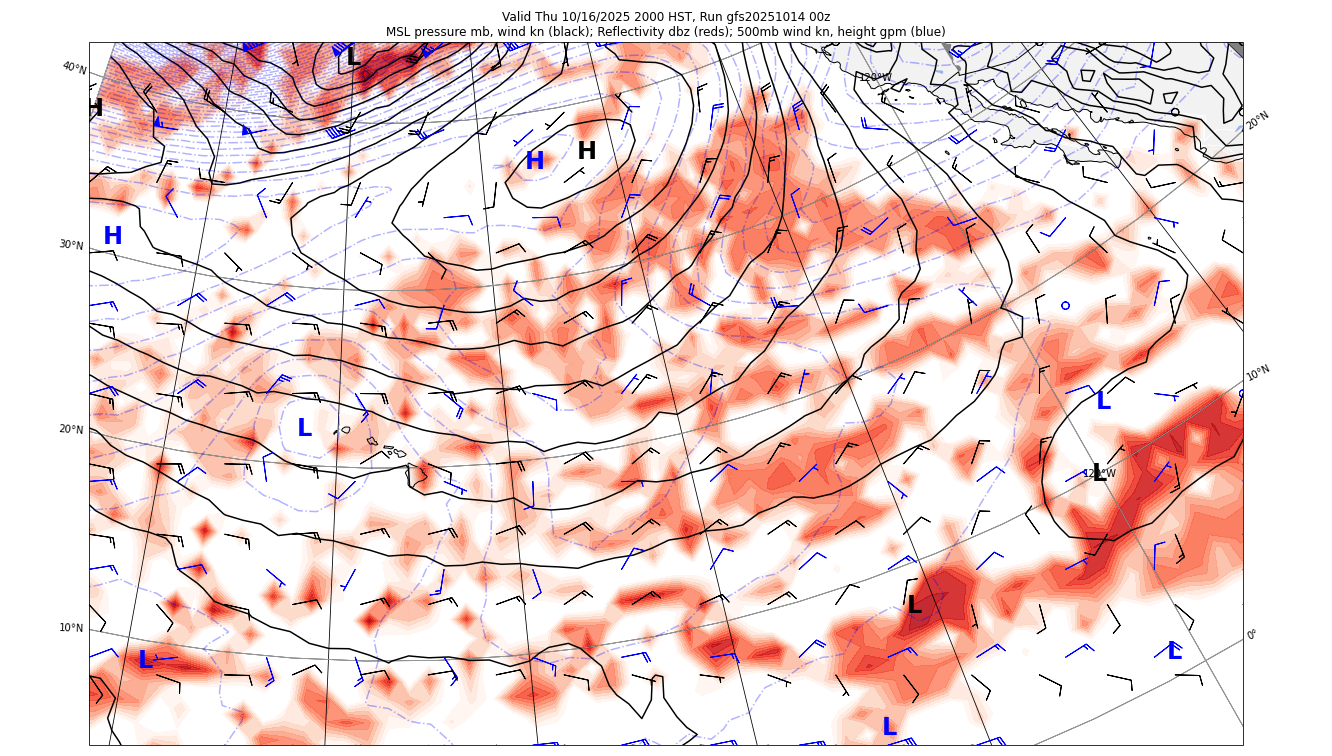 Valid Thu 10/16/2025 2000 HST, Run gfs20251014 00z
MSL pressure mb, wind kn (black); Reflectivity dbz (reds); 500mb wind kn, height gpm (blue)
L
40°N
120°W
H
20°N
H
H
H
30°N
10°N
L
L
20°N
L
120°W
L
10°N
0°
L
L
L